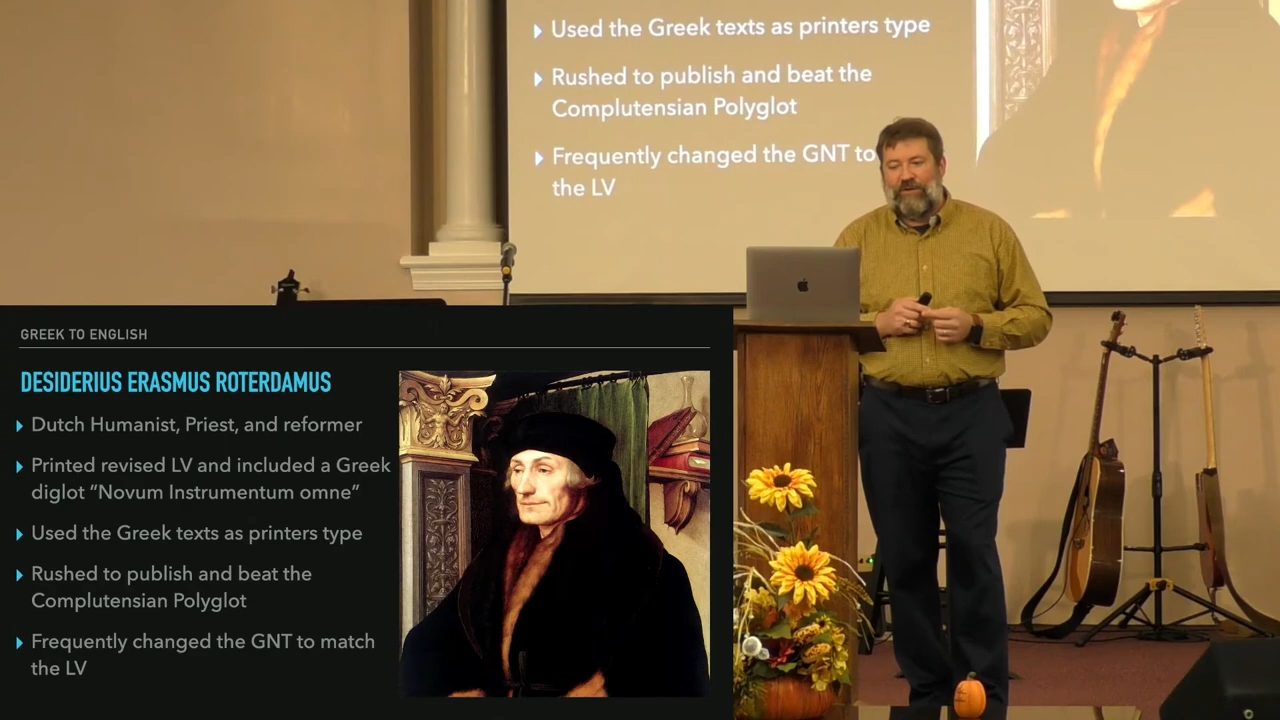 Used the Greek texts as printers type
Rushed to publish and beat the
Complutensian Polyglot
Frequently changed the GNT to
the LV
GREEK TO ENGLISH
DESIDERIUS ERASMUS ROTERDAMUS
Dutch Humanist, Priest, and reformer
Printed revised LV and included a Greek
diglot “Novum Instrumentum omne”
Used the Greek texts as printers type
Rushed to publish and beat the
Complutensian Polyglot
Frequently changed the GNT to match
the LV